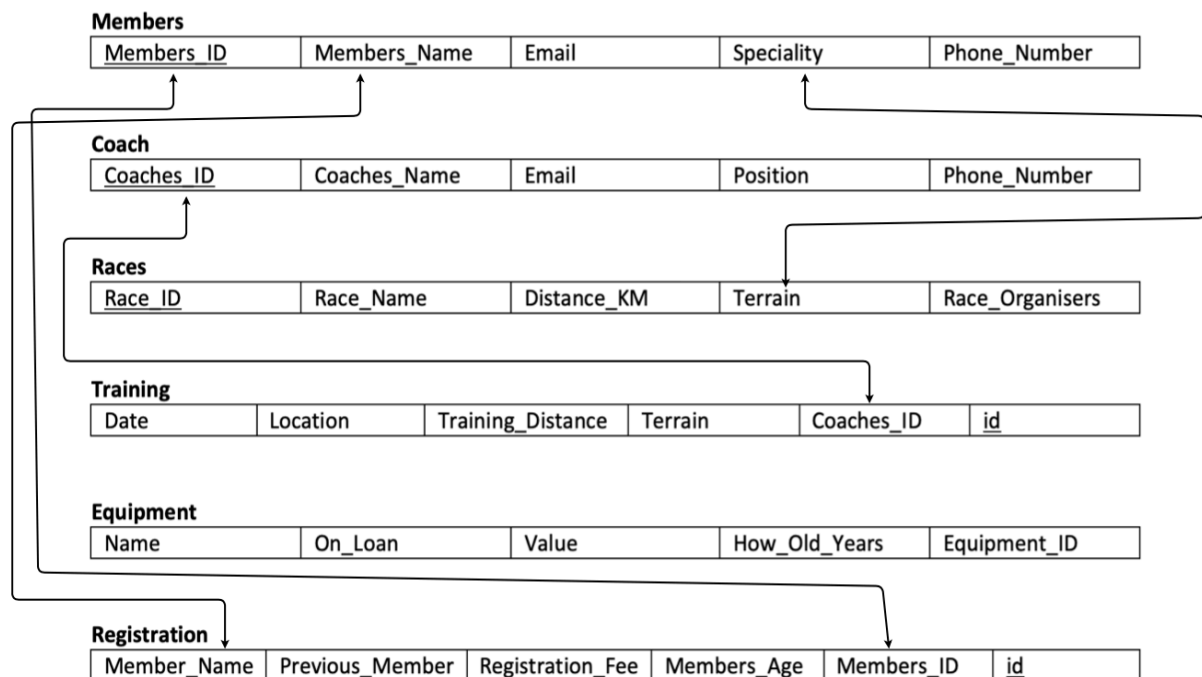 Members
Members_ID Members_Name Email Speciality Phone_Number
Coach
Coaches_ID Coaches_Name Email Position Phone_Number
Races
Race_ID Race_Name Distance_KM Terrain Race_Organisers
Training
Date Location Training_Distance Terrain Coaches_ID id
Equipment
Name On_Loan Value How_Old_Years Equipment_ID
Registration
Member_Name Previous_Member Registration_Fee Members_Age Members_ID id